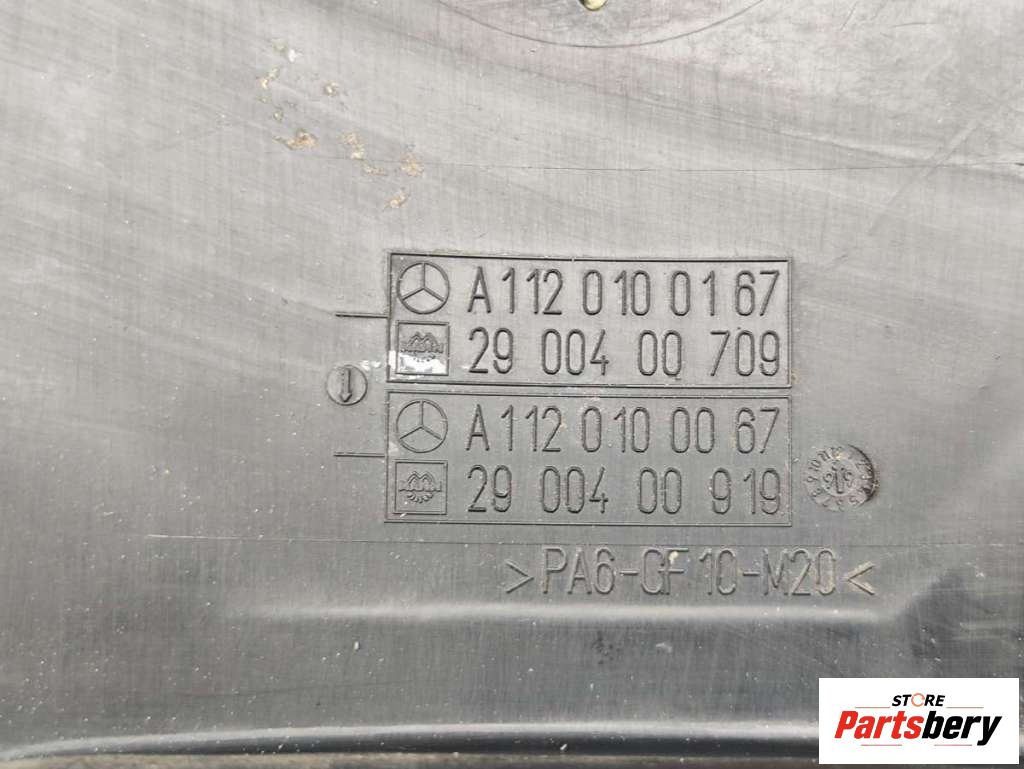 A 112 010 01 67
29 004 00 709
A 112 010 00 67
29 004 00 919
>PA6-GF10-M20<
STORE
Partsbery